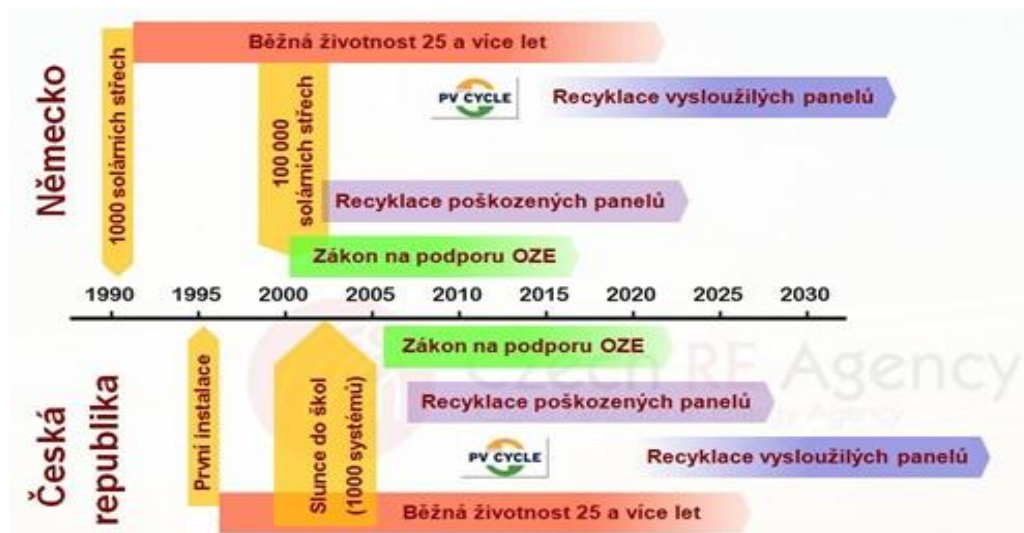 Německo
1000 solárních střech
Běžná životnost 25 a více let
100 000
solárních střech
PV CYCLE
Recyklace vysloužilých panelů
Recyklace poškozených panelů
Zákon na podporu OZE
1990 1995 2000 2005 2010 2015 2020 2025 2030
Česká
republika
První instalace
Slunce do škol
(1000 systémů)
Zákon na podporu OZE
Czech RE Agency
Recyklace poškozených panelů
Agency
PV CYCLE
Recyklace vysloužilých panelů
Běžná životnost 25 a více let